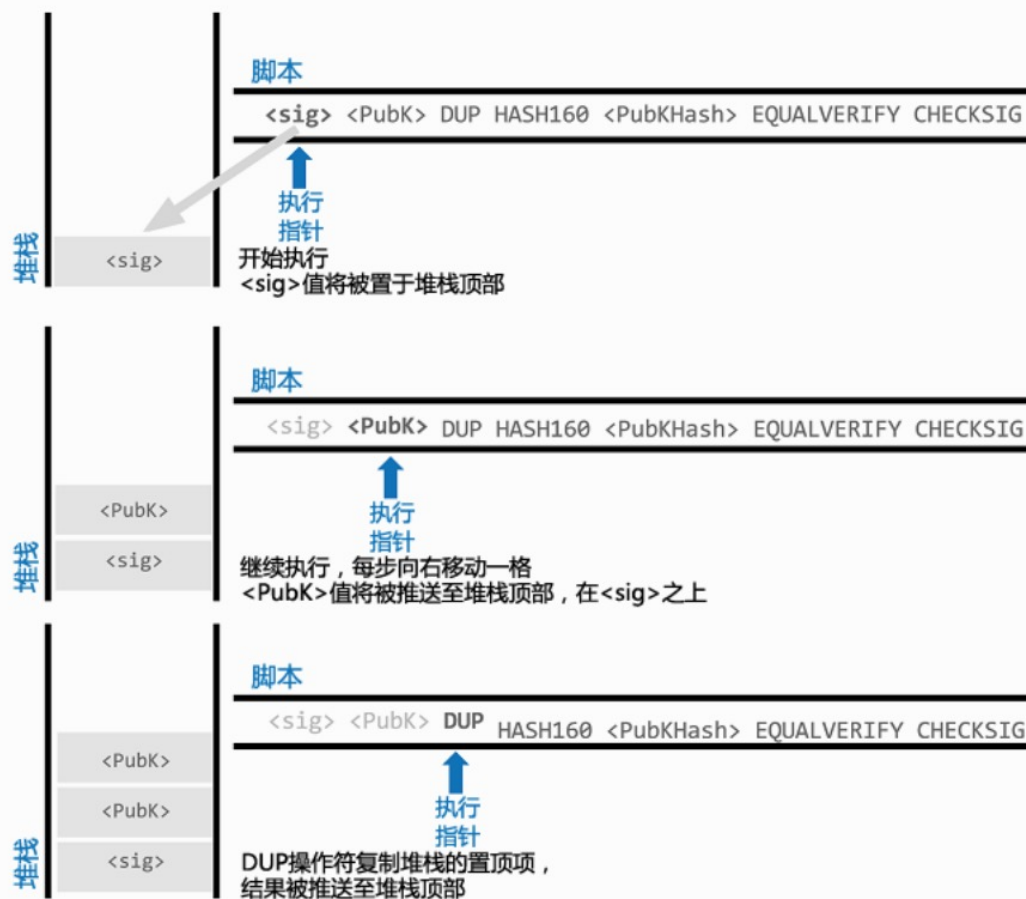 脚本
<sig> <PubK> DUP HASH160 <PubKHash> EQUALVERIFY CHECKSIG
执行
指针
堆栈
<sig>
开始执行
<sig>值将被置于堆栈顶部
脚本
<sig> <PubK> DUP HASH160 <PubKHash> EQUALVERIFY CHECKSIG
执行
指针
堆栈
<PubK>
<sig>
继续执行，每步向右移动一格
<PubK>值将被推送至堆栈顶部，在<sig>之上
脚本
<sig> <PubK> DUP HASH160 <PubKHash> EQUALVERIFY CHECKSIG
执行
指针
堆栈
<PubK>
<PubK>
<sig>
DUP操作符复制堆栈的置顶项，
结果被推送至堆栈顶部